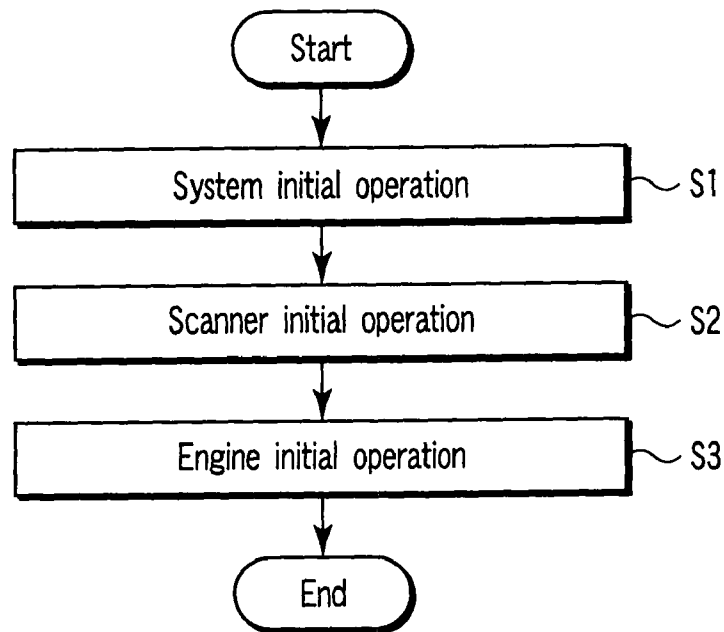 Start
System initial operation S1
Scanner initial operation S2
Engine initial operation S3
End